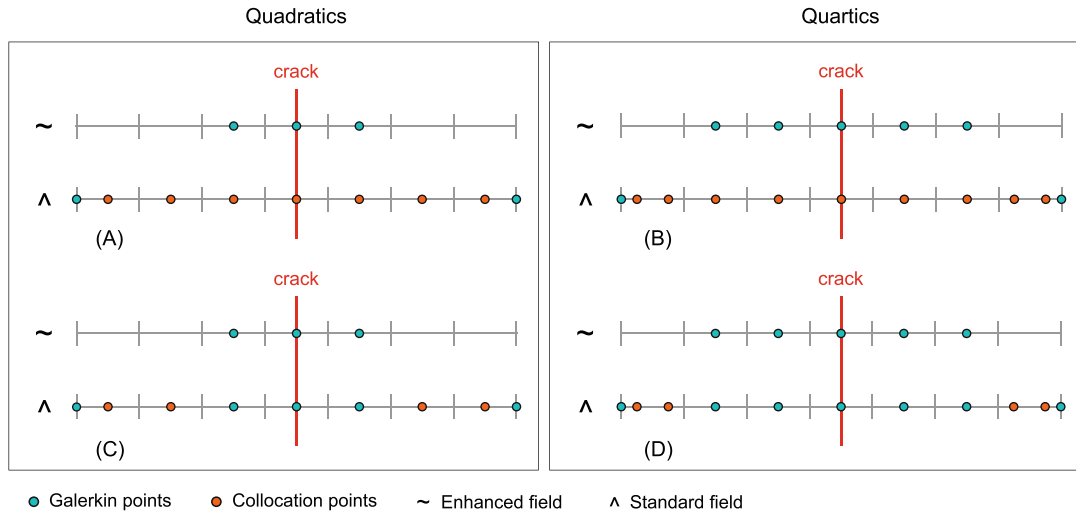 Quadratics Quartics
crack crack
~ ~
^ ^
(A) (B)
crack crack
~ ~
^ ^
(C) (D)
Galerkin points Collocation points ~ Enhanced field ^ Standard field